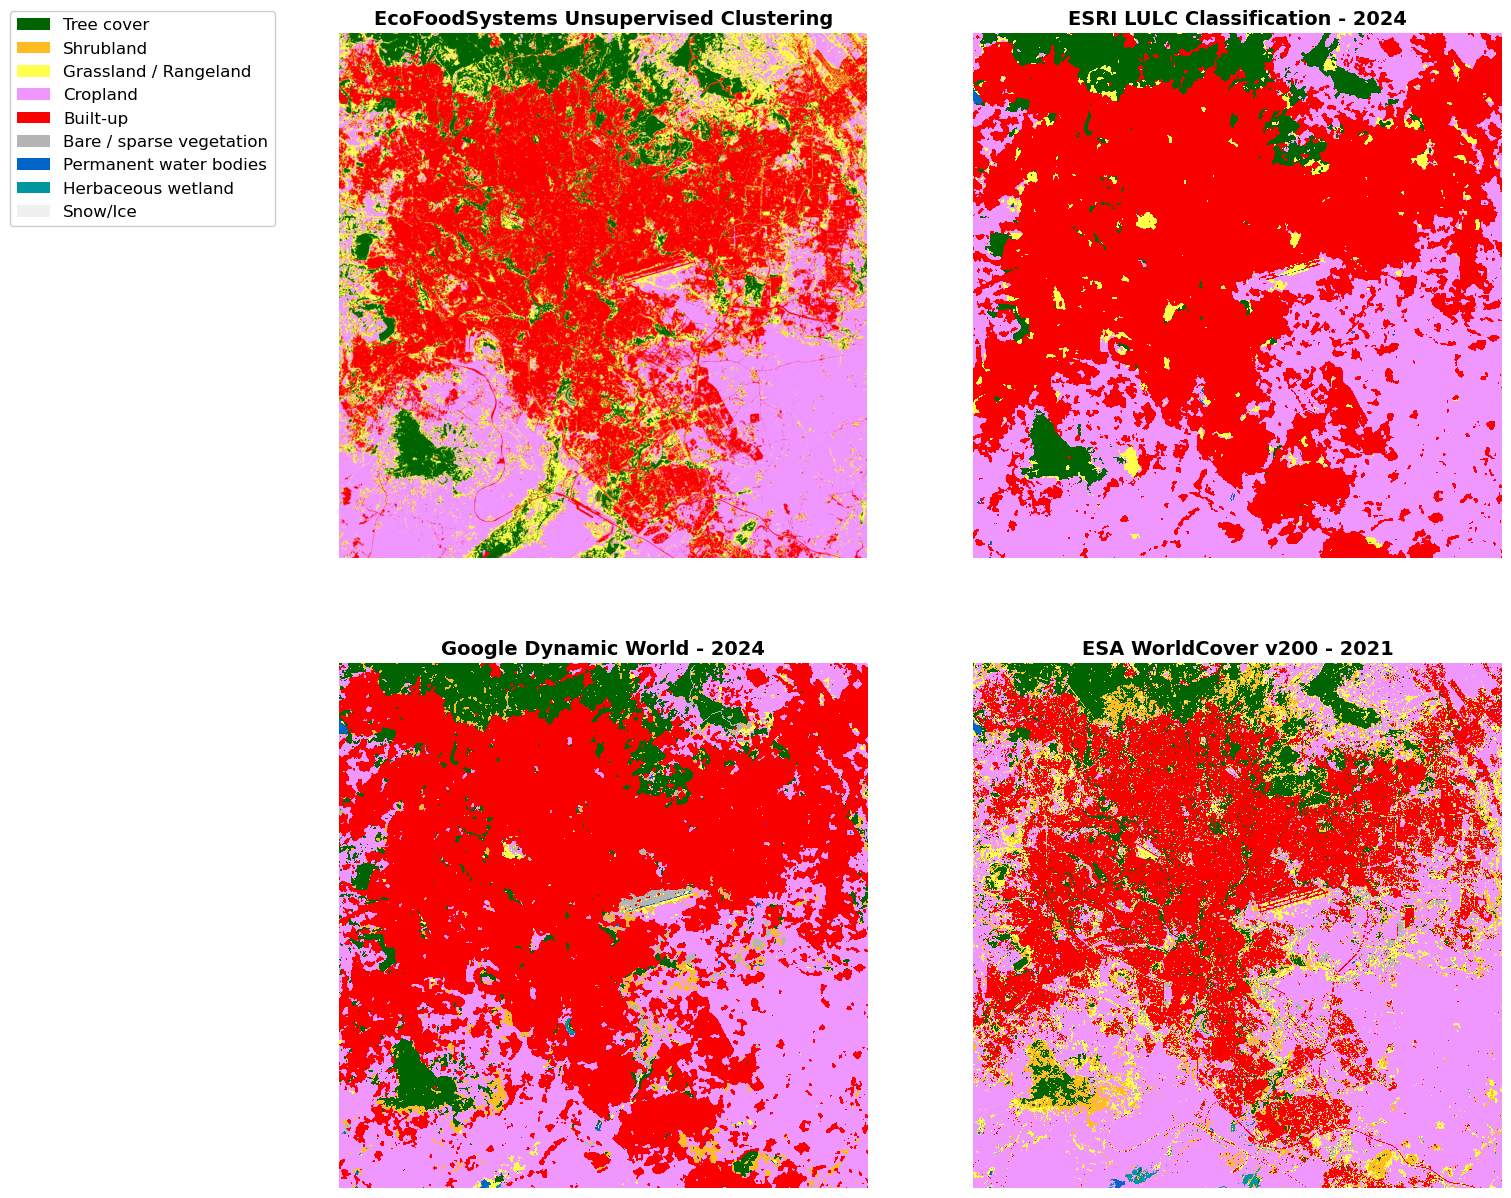 EcoFoodSystems Unsupervised Clustering
ESRI LULC Classification - 2024
Tree cover
Shrubland
Grassland / Rangeland
Cropland
Built-up
Bare / sparse vegetation
Permanent water bodies
Herbaceous wetland
Snow/Ice
Google Dynamic World - 2024
ESA WorldCover v200 - 2021